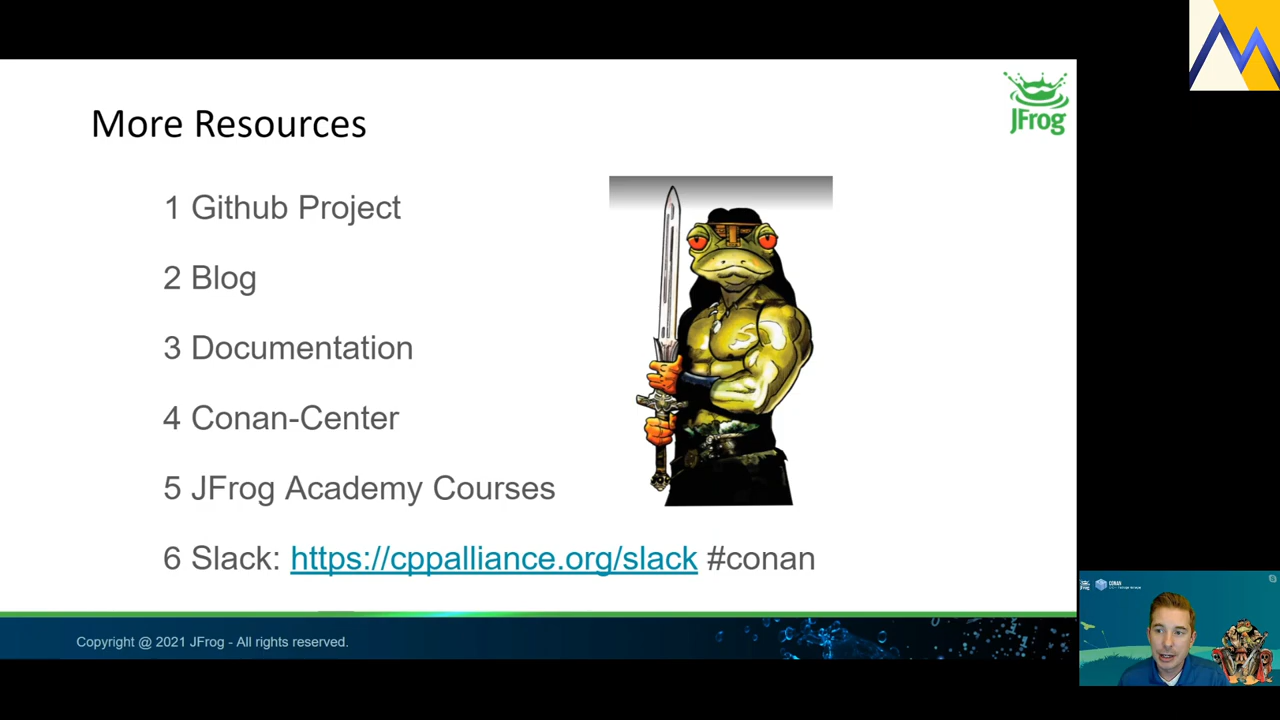 More Resources
JFrog
1 Github Project
2 Blog
3 Documentation
4 Conan-Center
5 JFrog Academy Courses
6 Slack: https://cppalliance.org/slack #conan
CONAN
Copyright @ 2021 JFrog - All rights reserved.